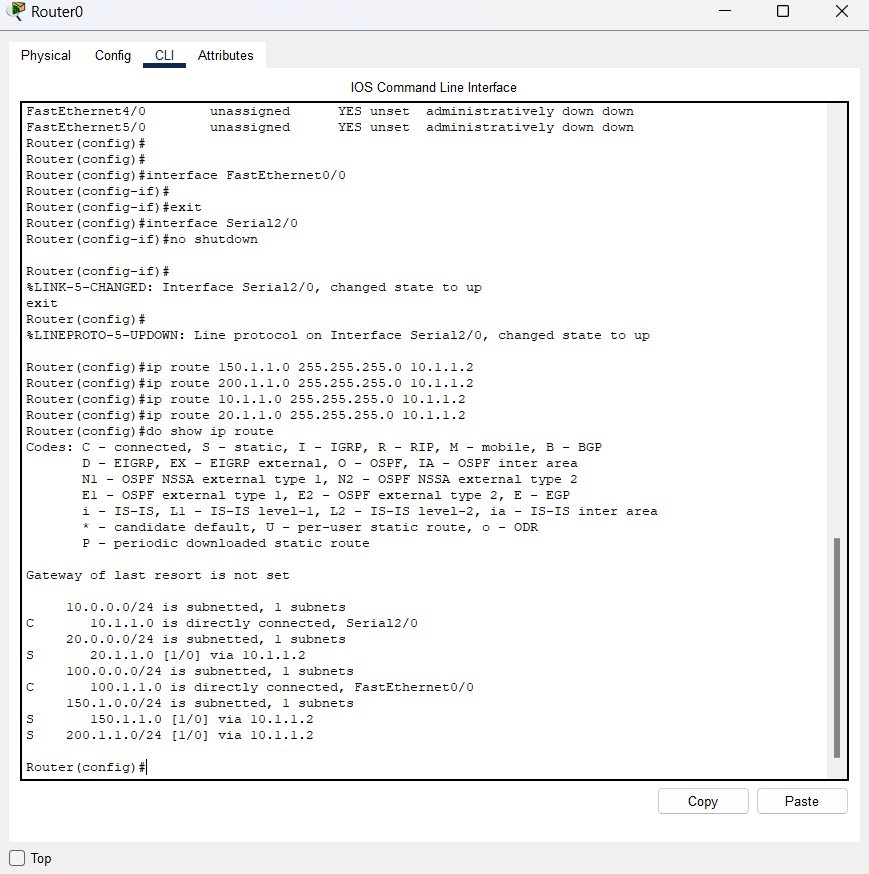 Router0
Physical Config CLI Attributes
IOS Command Line Interface
FastEthernet4/0 unassigned YES unset administratively down down
FastEthernet5/0 unassigned YES unset administratively down down
Router(config)#
Router(config)#
Router(config)#interface FastEthernet0/0
Router(config-if)#
Router(config-if)#exit
Router(config)#interface Serial2/0
Router(config-if)#no shutdown
Router(config-if)#
%LINK-5-CHANGED: Interface Serial2/0, changed state to up
exit
Router(config)#
%LINEPROTO-5-UPDOWN: Line protocol on Interface Serial2/0, changed state to up
Router(config)#ip route 150.1.1.0 255.255.255.0 10.1.1.2
Router(config)#ip route 200.1.1.0 255.255.255.0 10.1.1.2
Router(config)#ip route 10.1.1.0 255.255.255.0 10.1.1.2
Router(config)#ip route 20.1.1.0 255.255.255.0 10.1.1.2
Router(config)#do show ip route
Codes: C - connected, S - static, I - IGRP, R - RIP, M - mobile, B - BGP
D - EIGRP, EX - EIGRP external, O - OSPF, IA - OSPF inter area
N1 - OSPF NSSA external type 1, N2 - OSPF NSSA external type 2
E1 - OSPF external type 1, E2 - OSPF external type 2, E - EGP
i - IS-IS, L1 - IS-IS level-1, L2 - IS-IS level-2, ia - IS-IS inter area
* - candidate default, U - per-user static route, o - ODR
P - periodic downloaded static route
Gateway of last resort is not set
10.0.0.0/24 is subnetted, 1 subnets
C 10.1.1.0 is directly connected, Serial2/0
20.0.0.0/24 is subnetted, 1 subnets
S 20.1.1.0 [1/0] via 10.1.1.2
100.0.0.0/24 is subnetted, 1 subnets
C 100.1.1.0 is directly connected, FastEthernet0/0
150.1.0.0/24 is subnetted, 1 subnets
S 150.1.1.0 [1/0] via 10.1.1.2
S 200.1.1.0/24 [1/0] via 10.1.1.2
Router(config)#
Copy Paste
Top